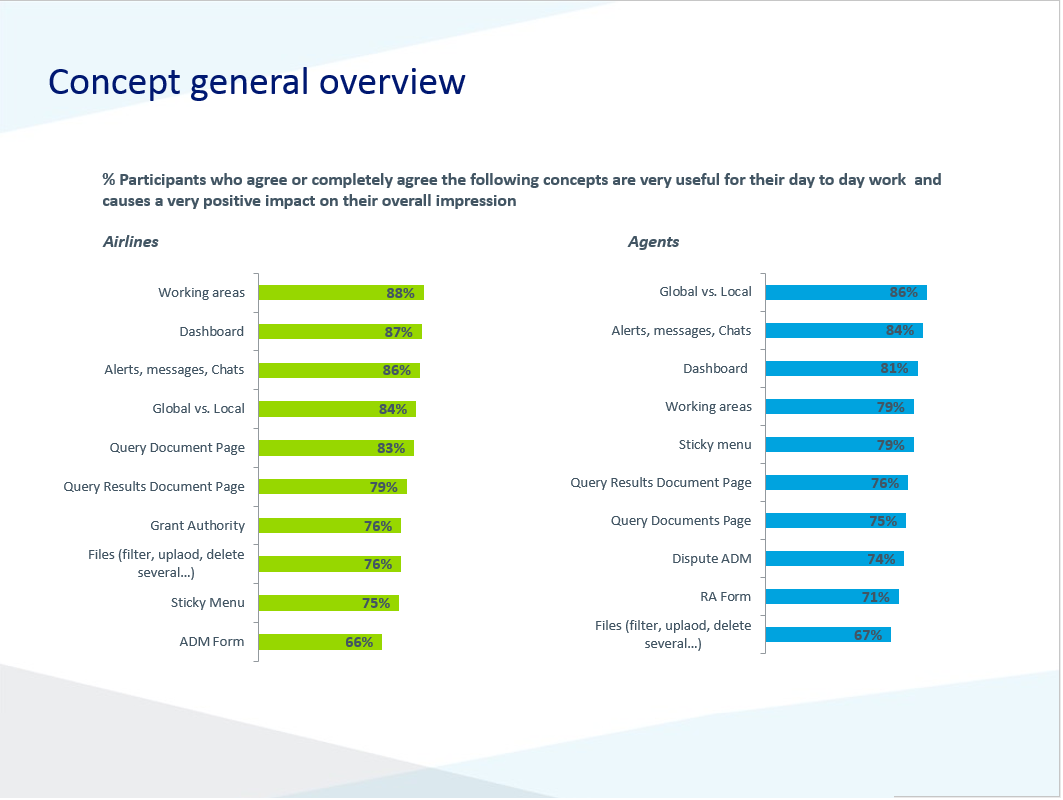 Concept general overview
% Participants who agree or completely agree the following concepts are very useful for their day to day work and
causes a very positive impact on their overall impression
Airlines
Working areas 88%
Dashboard 87%
Alerts, messages, Chats 86%
Global vs. Local 84%
Query Document Page 83%
Query Results Document Page 79%
Grant Authority 76%
Files (filter, uplaod, delete
several…) 76%
Sticky Menu 75%
ADM Form 66%
Agents
Global vs. Local 86%
Alerts, messages, Chats 84%
Dashboard 81%
Working areas 79%
Sticky menu 79%
Query Results Document Page 76%
Query Documents Page 75%
Dispute ADM 74%
RA Form 71%
Files (filter, uplaod, delete
several…) 67%